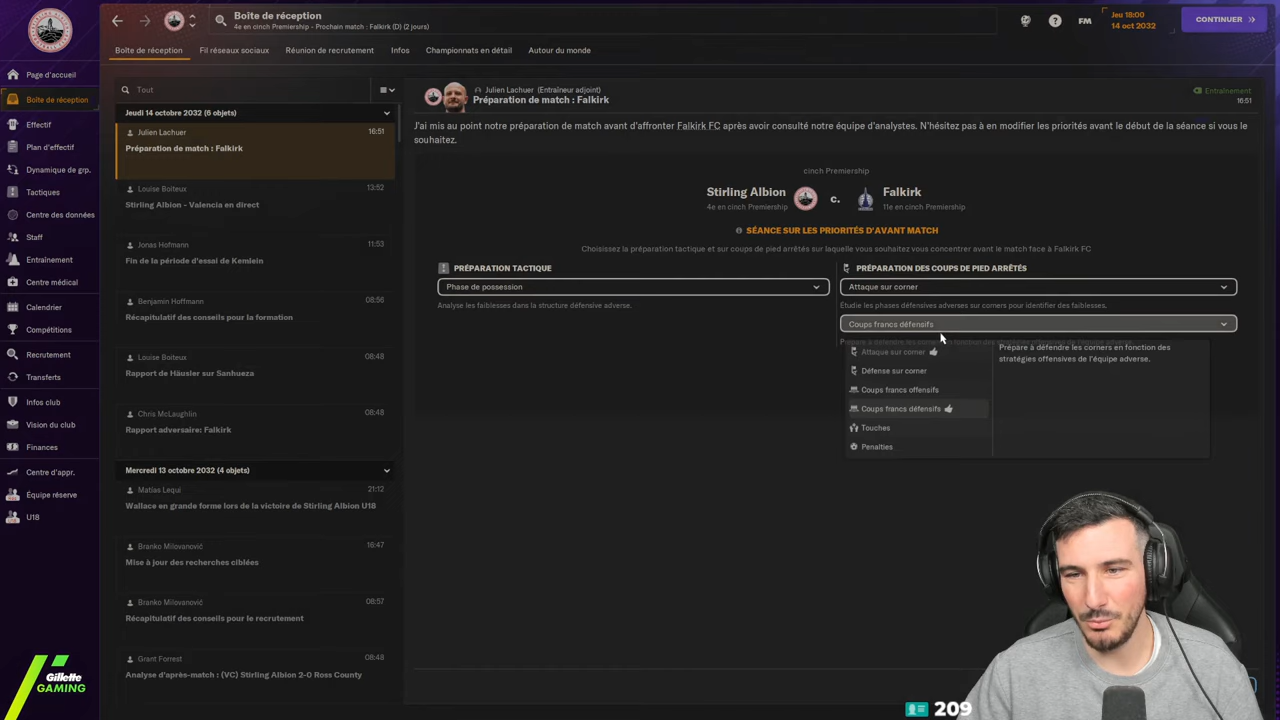 Boîte de réception
4e en cinch Premiership - Prochain match : Falkirk (D) (2 jours)
FM
Jeu 18:00
14 oct 2032
CONTINUER
Boîte de réception
Fil réseaux sociaux
Réunion de recrutement
Infos
Championnats en détail
Autour du monde
Page d'accueil
Boîte de réception
Effectif
Plan d'effectif
Dynamique de grp.
Tactiques
Centre des données
Staff
Entraînement
Centre médical
Calendrier
Compétitions
Recrutement
Transferts
Infos club
Vision du club
Finances
Centre d'appr.
Équipe réserve
U18
Gillette
GAMING
Tout
Jeudi 14 octobre 2032 (6 objets)
Julien Lachuer
16:51
Préparation de match : Falkirk
Louise Boiteux
13:52
Stirling Albion - Valencia en direct
Jonas Hofmann
11:53
Fin de la période d'essai de Kemlein
Benjamin Hoffmann
08:56
Récapitulatif des conseils pour la formation
Louise Boiteux
08:48
Rapport de Häusler sur Sanhueza
Chris McLaughlin
08:48
Rapport adversaire: Falkirk
Mercredi 13 octobre 2032 (4 objets)
Matías Lequi
21:12
Wallace en grande forme lors de la victoire de Stirling Albion U18
Branko Milovanović
16:47
Mise à jour des recherches ciblées
Branko Milovanović
08:57
Récapitulatif des conseils pour le recrutement
Grant Forrest
08:48
Analyse d'après-match : (VC) Stirling Albion 2-0 Ross County
Julien Lachuer (Entraîneur adjoint)
Préparation de match : Falkirk
Entraînement
16:51
J'ai mis au point notre préparation de match avant d'affronter Falkirk FC après avoir consulté notre équipe d'analystes. N'hésitez pas à en modifier les priorités avant le début de la séance si vous le
souhaitez.
cinch Premiership
Stirling Albion
4e en cinch Premiership
c.
Falkirk
11e en cinch Premiership
SÉANCE SUR LES PRIORITÉS D'AVANT MATCH
Choisissez la préparation tactique et sur coups de pied arrêtés sur laquelle vous souhaitez vous concentrer avant le match face à Falkirk FC
PRÉPARATION TACTIQUE
Phase de possession
Analyse les faiblesses dans la structure défensive adverse.
PRÉPARATION DES COUPS DE PIED ARRÊTÉS
Attaque sur corner
Étudie les phases défensives adverses sur corners pour identifier des faiblesses.
Coups francs défensifs
Attaque sur corner
Défense sur corner
Coups francs offensifs
Coups francs défensifs
Touches
Penalties
Prépare à défendre les corners en fonction des
stratégies offensives de l'équipe adverse.
209